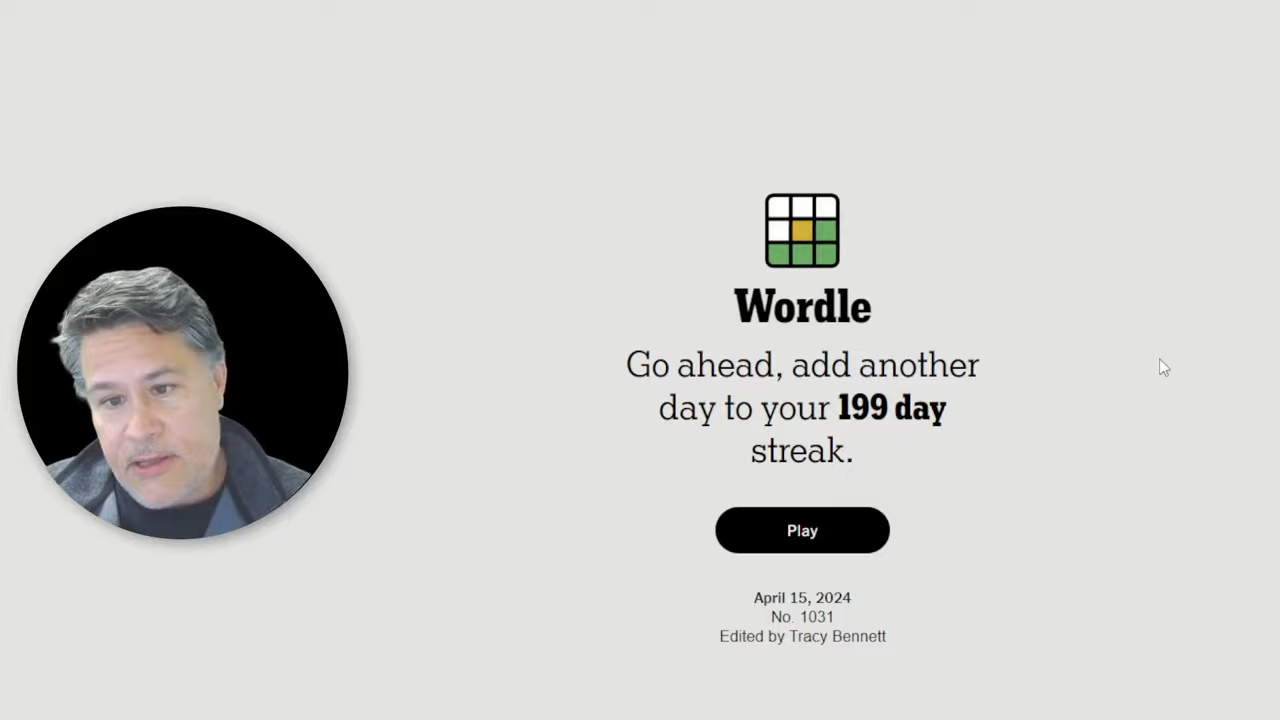 Wordle
Go ahead, add another
day to your 199 day
streak.
Play
April 15, 2024
No. 1031
Edited by Tracy Bennett